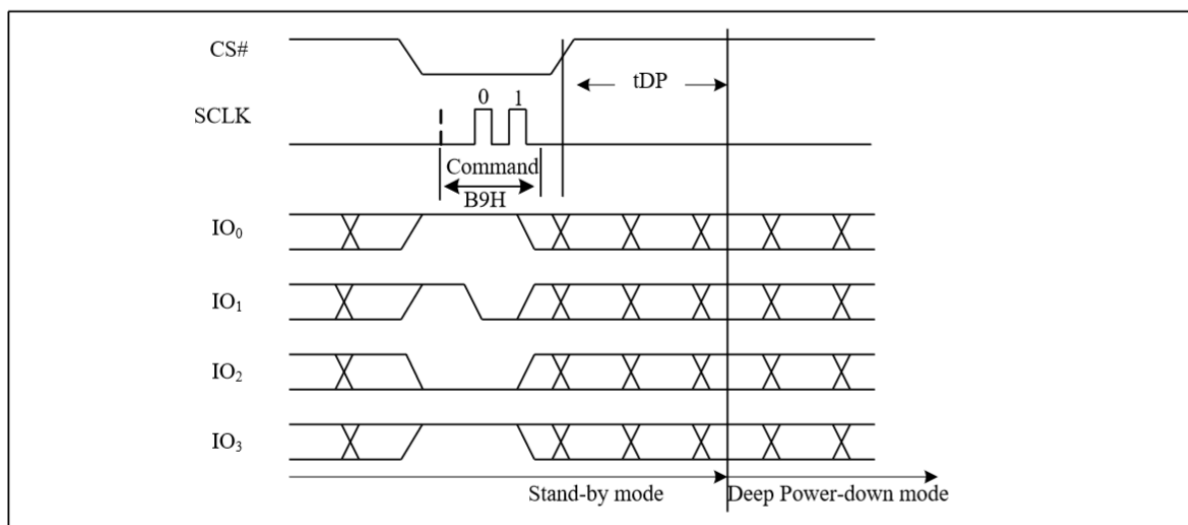 CS#
tDP
SCLK
0 1
Command
B9H
IO₀
IO₁
IO₂
IO₃
Stand-by mode
Deep Power-down mode